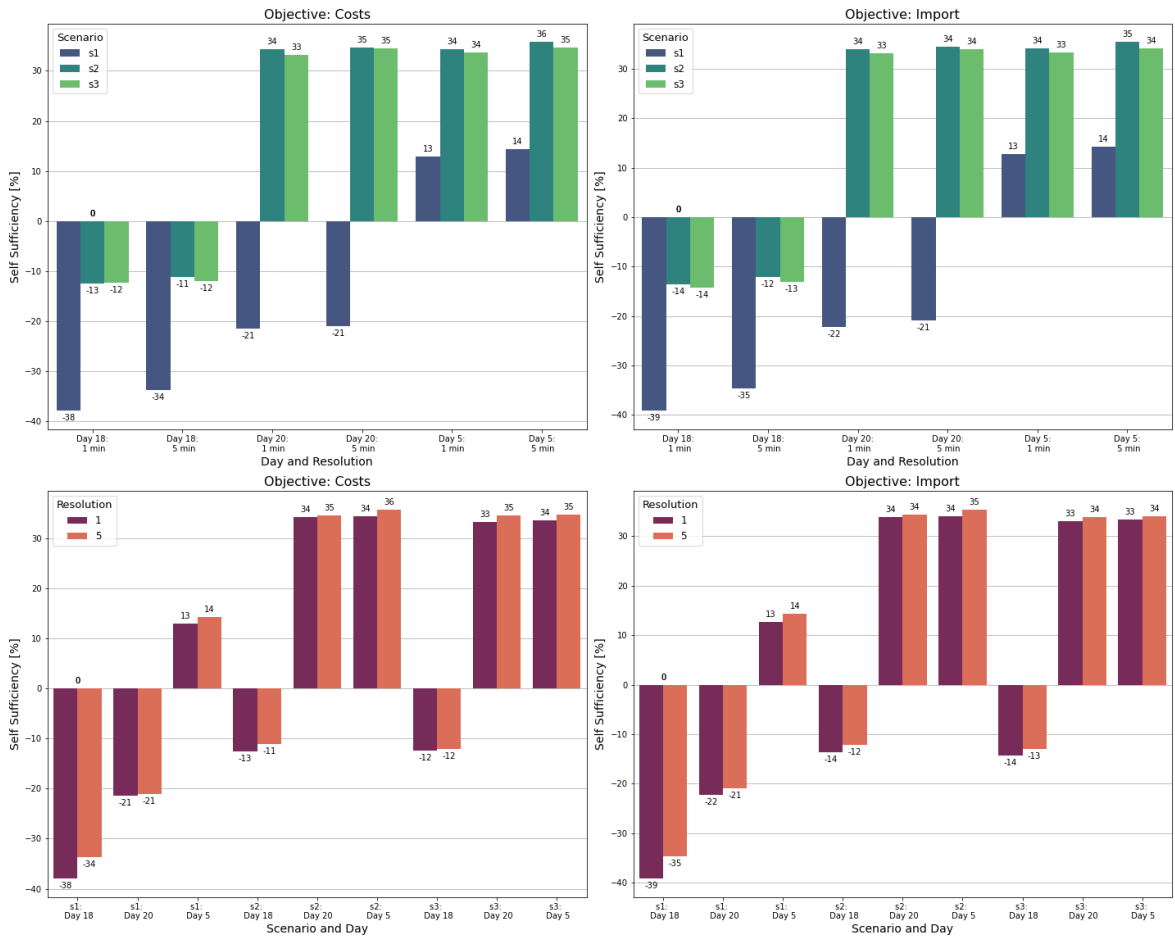 Objective: Costs
Scenario
s1
s2
s3
Self Sufficiency [%]
30
20
10
0
−10
−20
−30
−40
-38
-13
0
-12
-34
-11
-12
-21
34
33
-21
35
35
13
34
34
14
36
35
Day 18:
1 min
Day 18:
5 min
Day 20:
1 min
Day 20:
5 min
Day 5:
1 min
Day 5:
5 min
Day and Resolution
Objective: Import
Scenario
s1
s2
s3
Self Sufficiency [%]
30
20
10
0
−10
−20
−30
−40
-39
-14
0
-14
-35
-12
-13
-22
34
33
-21
34
34
13
34
33
14
35
34
Day 18:
1 min
Day 18:
5 min
Day 20:
1 min
Day 20:
5 min
Day 5:
1 min
Day 5:
5 min
Day and Resolution
Objective: Costs
Resolution
1
5
Self Sufficiency [%]
30
20
10
0
−10
−20
−30
−40
0
-38
-34
-21
-21
13
14
-13
-11
34
35
34
36
-12
-12
33
35
34
35
s1:
Day 18
s1:
Day 20
s1:
Day 5
s2:
Day 18
s2:
Day 20
s2:
Day 5
s3:
Day 18
s3:
Day 20
s3:
Day 5
Scenario and Day
Objective: Import
Resolution
1
5
Self Sufficiency [%]
30
20
10
0
−10
−20
−30
−40
0
-39
-35
-22
-21
13
14
-14
-12
34
34
34
35
-14
-13
33
34
33
34
s1:
Day 18
s1:
Day 20
s1:
Day 5
s2:
Day 18
s2:
Day 20
s2:
Day 5
s3:
Day 18
s3:
Day 20
s3:
Day 5
Scenario and Day